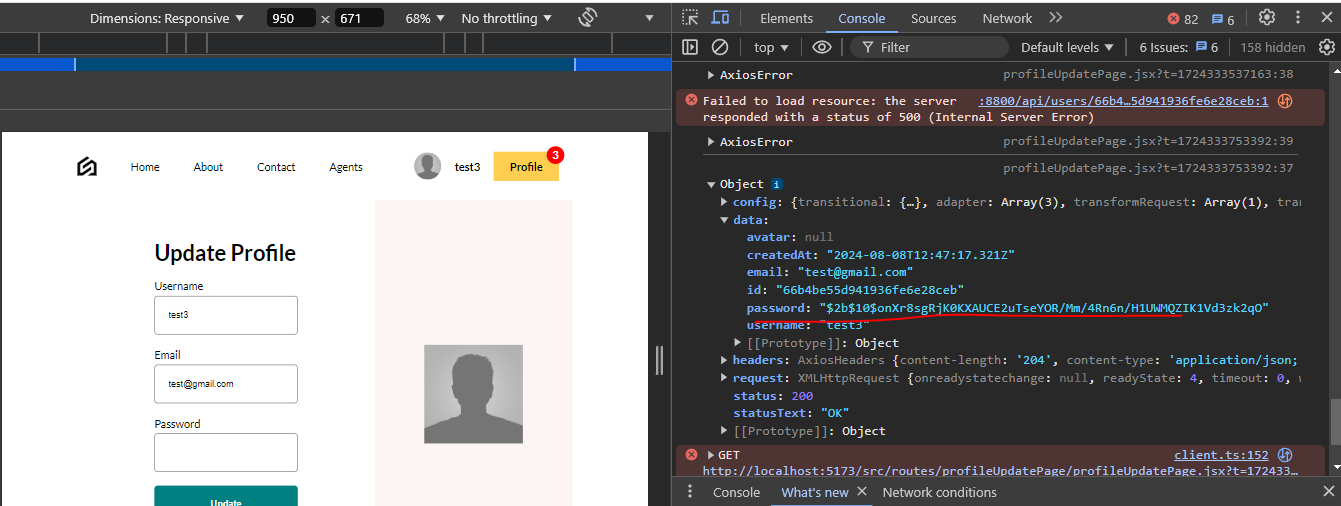 Dimensions: Responsive 950 × 671 68% No throttling
Elements Console Sources Network 82 6
top Filter Default levels 6 Issues: 6 158 hidden
AxiosError profileUpdatePage.jsx?t=1724333537163:38
Failed to load resource: the server :8800/api/users/66b4…5d941936fe6e28ceb:1
responded with a status of 500 (Internal Server Error)
AxiosError profileUpdatePage.jsx?t=1724333753392:39
profileUpdatePage.jsx?t=1724333753392:37
Object i
config: {transitional: {…}, adapter: Array(3), transformRequest: Array(1), tra
data:
avatar: null
createdAt: "2024-08-08T12:47:17.321Z"
email: "test@gmail.com"
id: "66b4be55d941936fe6e28ceb"
password: "$2b$10$onXr8sgRjK0KXAUCE2uTseYOR/Mm/4Rn6n/H1UWMQZIK1Vd3zk2qO"
username: "test3"
[[Prototype]]: Object
headers: AxiosHeaders {content-length: '204', content-type: 'application/json;
request: XMLHttpRequest {onreadystatechange: null, readyState: 4, timeout: 0,
status: 200
statusText: "OK"
[[Prototype]]: Object
GET client.ts:152
http://localhost:5173/src/routes/profileUpdatePage/profileUpdatePage.jsx?t=172433…
Console What's new Network conditions
Home About Contact Agents test3 Profile 3
Update Profile
Username
test3
Email
test@gmail.com
Password
Update